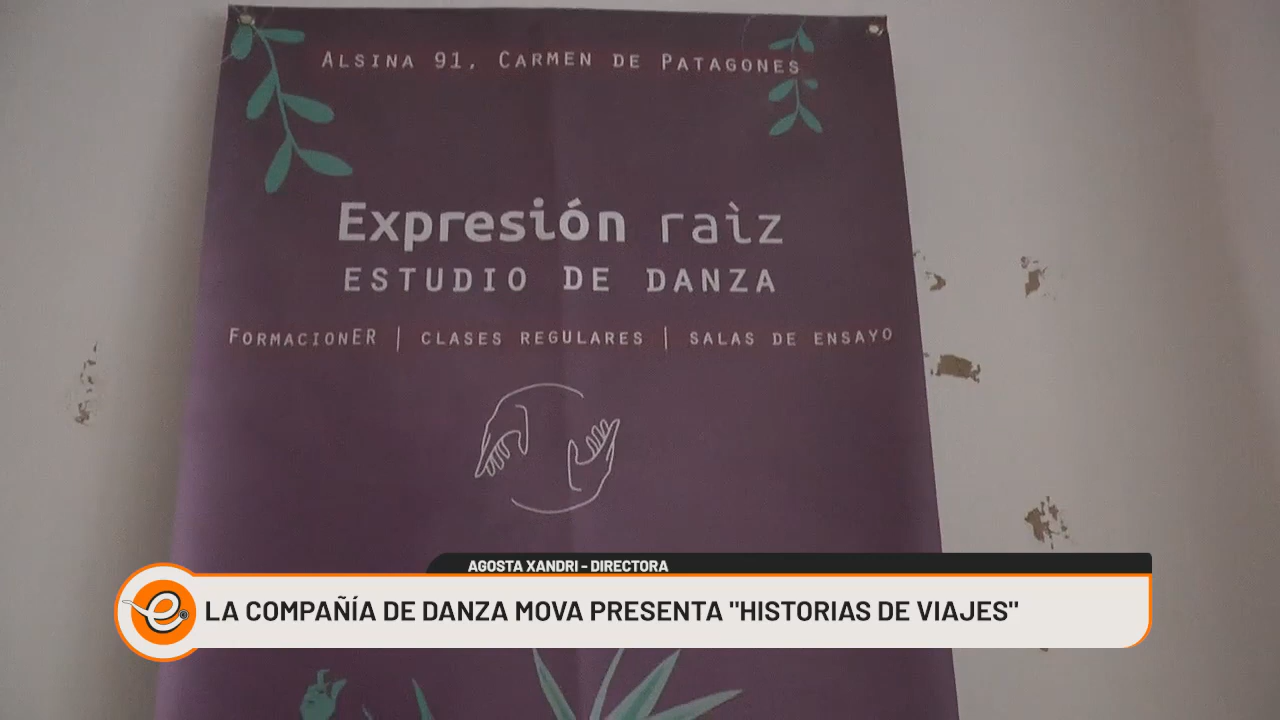 ALSINA 91, CARMEN DE PATAGONES
Expresión raìz
ESTUDIO DE DANZA
FORMACIONER | CLASES REGULARES | SALAS DE ENSAYO
AGOSTA XANDRI - DIRECTORA
e
LA COMPAÑÍA DE DANZA MOVA PRESENTA "HISTORIAS DE VIAJES"